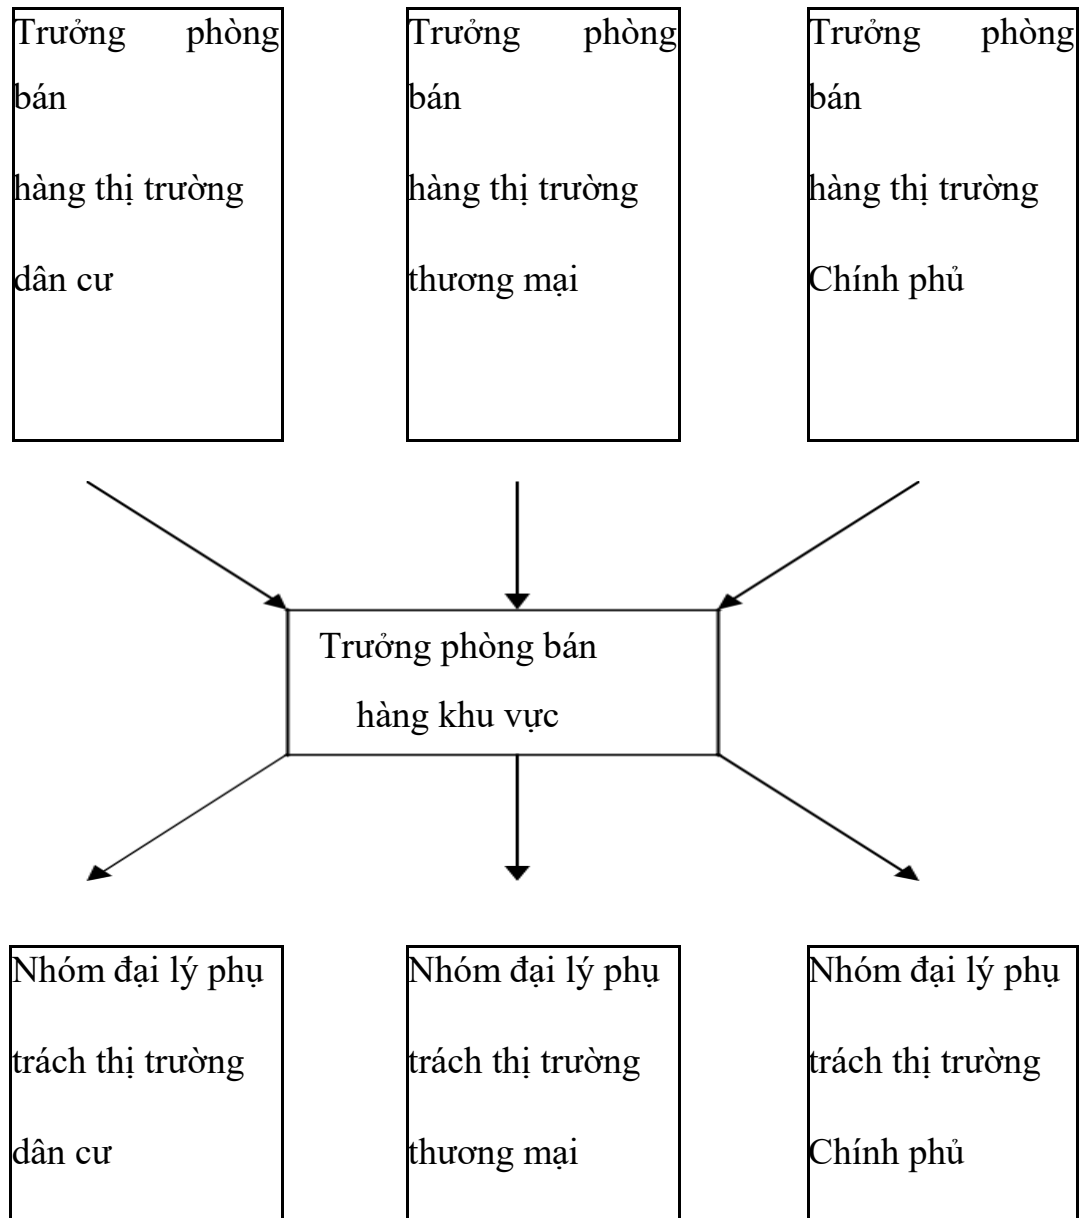 Trưởng phòng
bán
hàng thị trường
dân cư
Trưởng phòng
bán
hàng thị trường
thương mại
Trưởng phòng
bán
hàng thị trường
Chính phủ
Trưởng phòng bán
hàng khu vực
Nhóm đại lý phụ
trách thị trường
dân cư
Nhóm đại lý phụ
trách thị trường
thương mại
Nhóm đại lý phụ
trách thị trường
Chính phủ